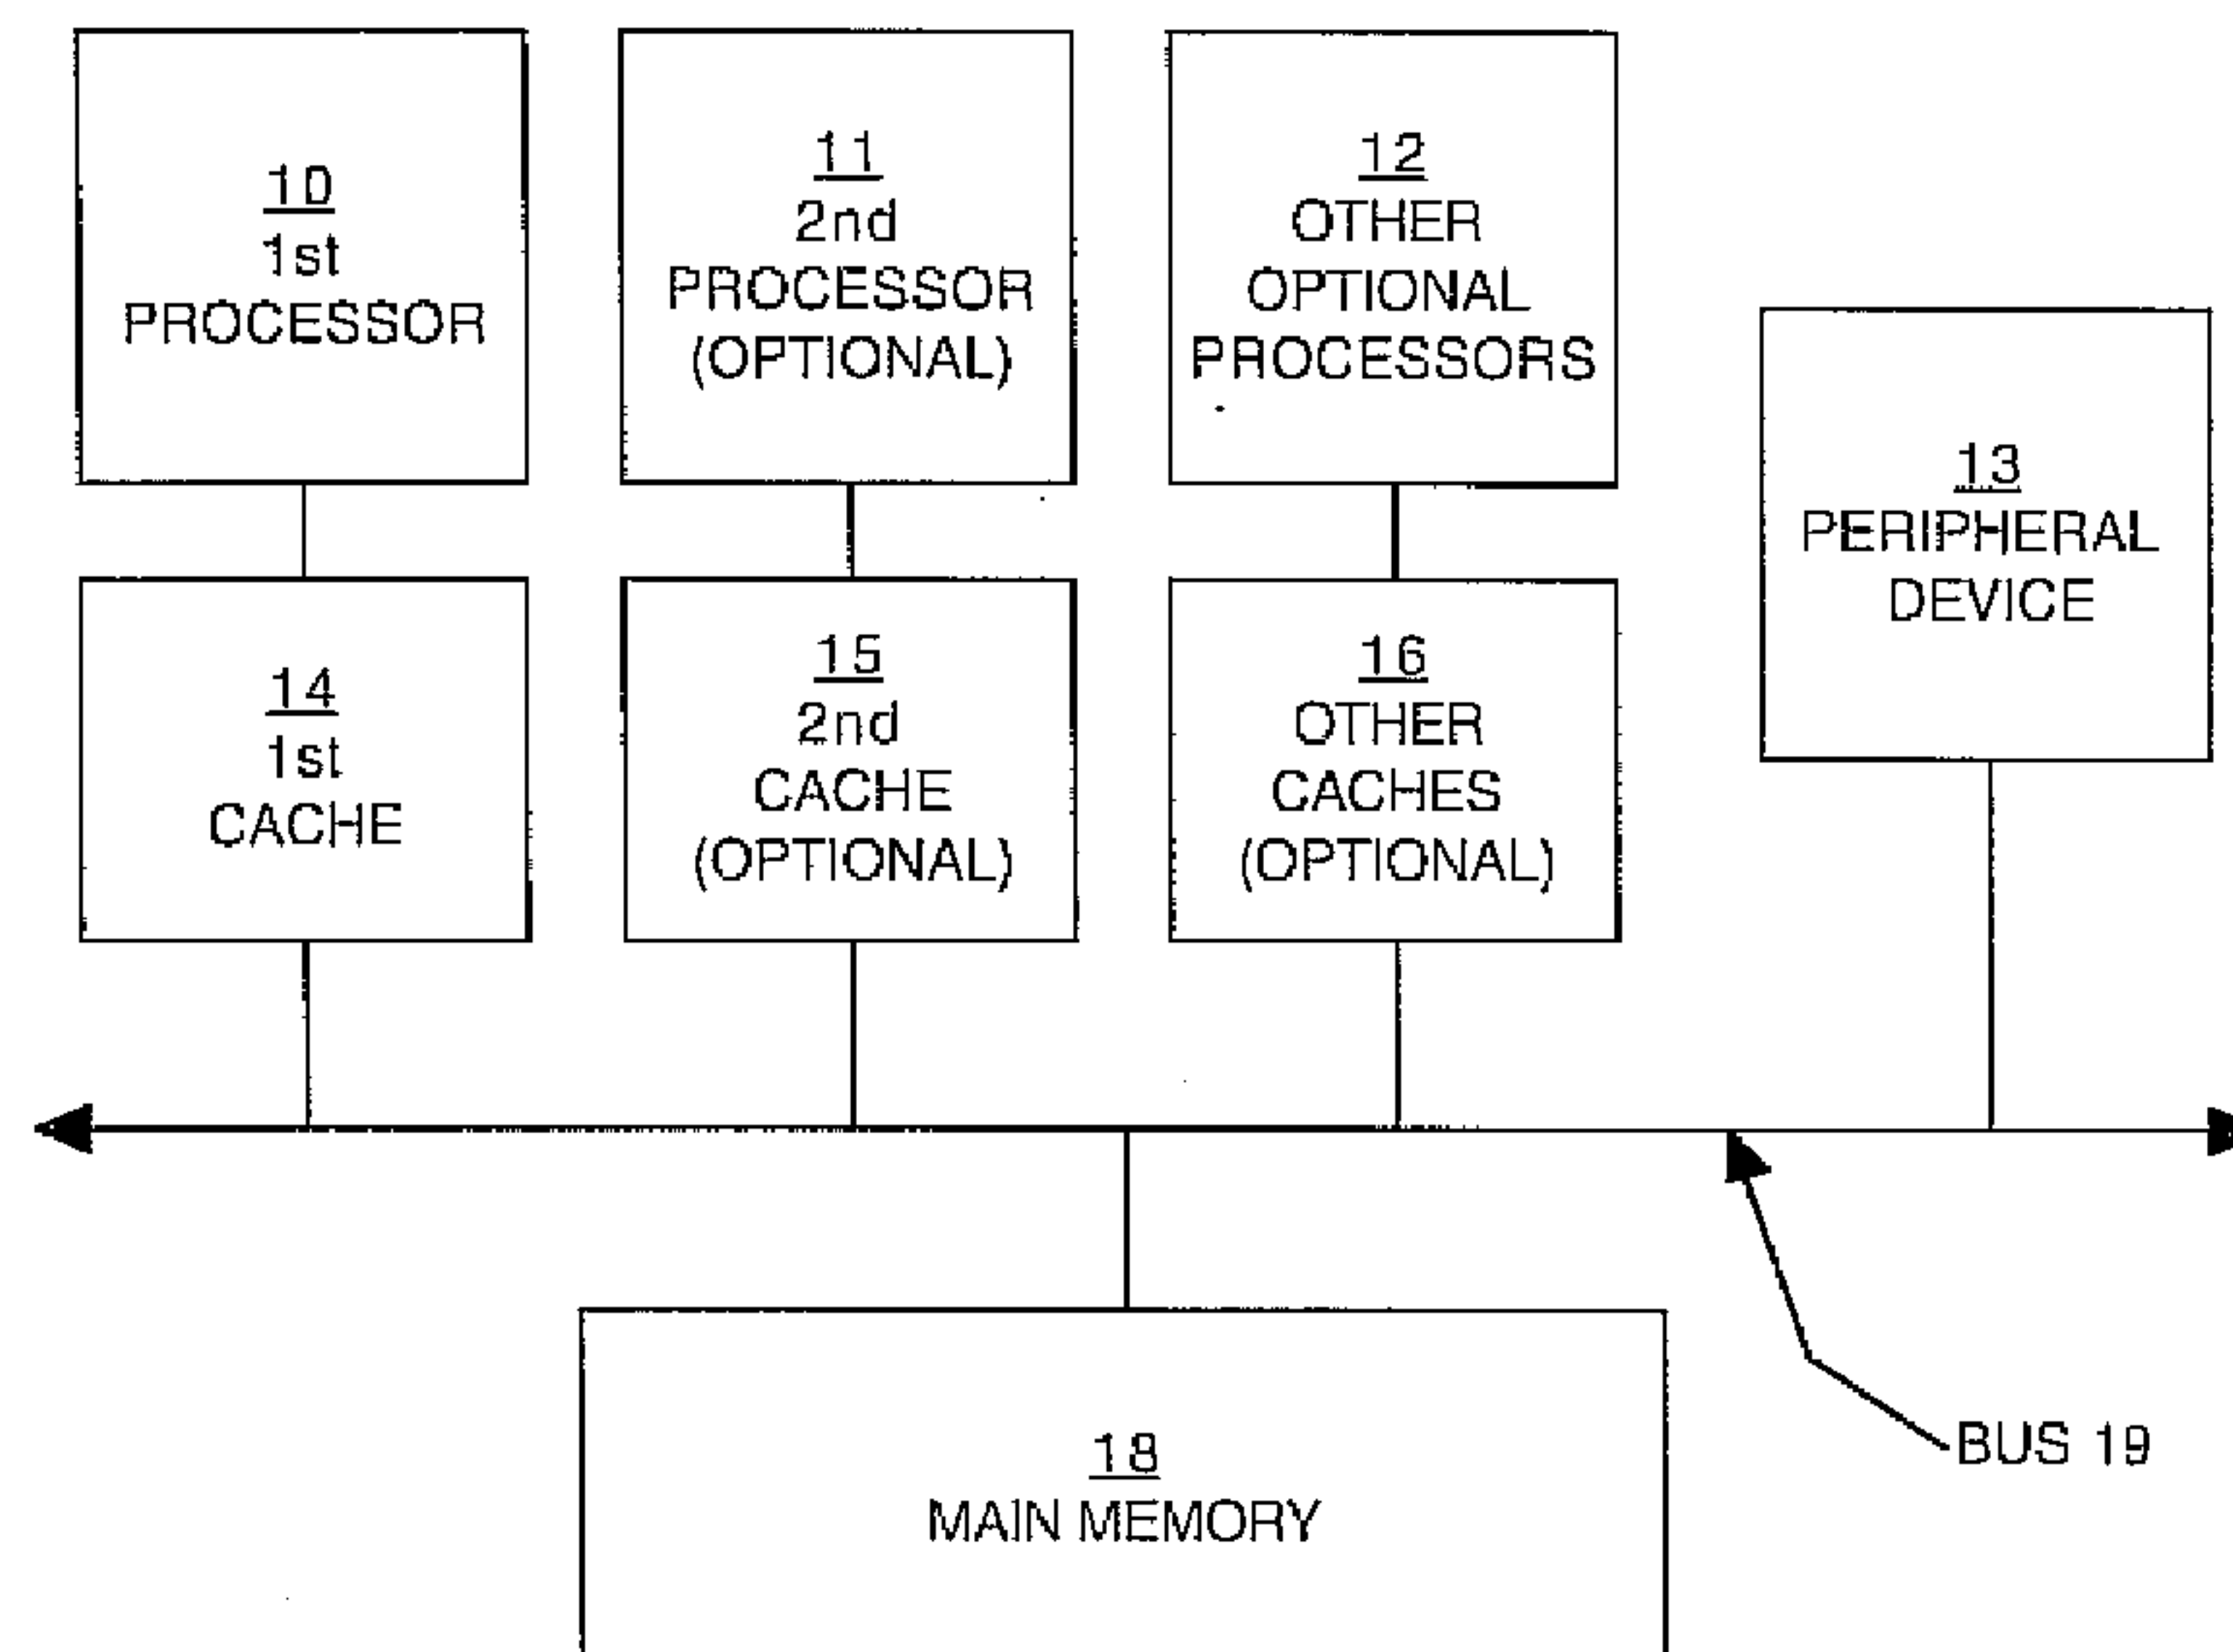 10
1st
PROCESSOR
11
2nd
PROCESSOR
(OPTIONAL)
12
OTHER
OPTIONAL
PROCESSORS
13
PERIPHERAL
DEVICE
14
1st
CACHE
15
2nd
CACHE
(OPTIONAL)
16
OTHER
CACHES
(OPTIONAL)
18
MAIN MEMORY
BUS 19